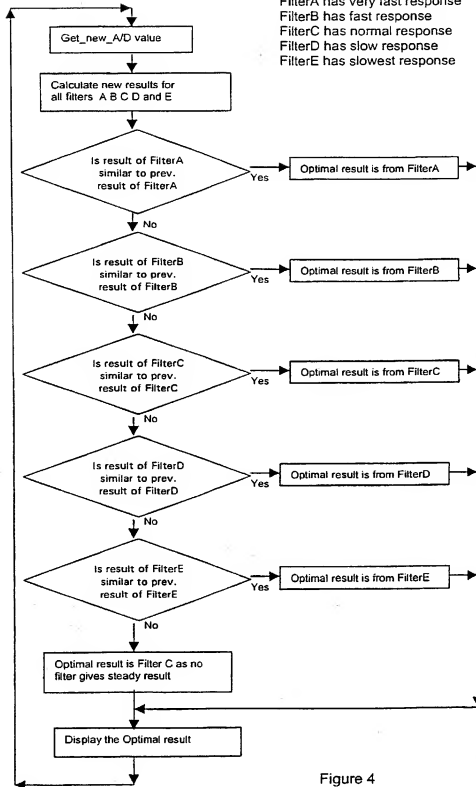 FilterA has very fast response
FilterB has fast response
FilterC has normal response
FilterD has slow response
FilterE has slowest response
Get_new_A/D value
Calculate new results for
all filters A B C D and E
Is result of FilterA
similar to prev.
result of FilterA
Yes
Optimal result is from FilterA
No
Is result of FilterB
similar to prev.
result of FilterB
Yes
Optimal result is from FilterB
No
Is result of FilterC
similar to prev.
result of FilterC
Yes
Optimal result is from FilterC
No
Is result of FilterD
similar to prev.
result of FilterD
Yes
Optimal result is from FilterD
No
Is result of FilterE
similar to prev.
result of FilterE
Yes
Optimal result is from FilterE
No
Optimal result is Filter C as no
filter gives steady result
Display the Optimal result
Figure 4